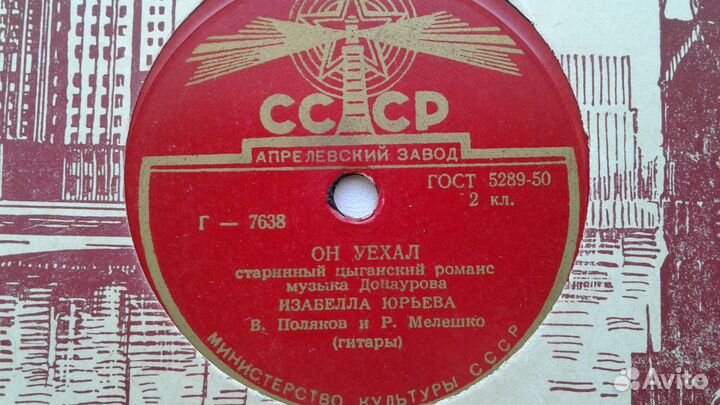 СССР
АПРЕЛЕВСКИЙ ЗАВОД
ГОСТ 5289-50
2 кл.
Г — 7638
ОН УЕХАЛ
старинный цыганский романс
музыка Донаурова
ИЗАБЕЛЛА ЮРЬЕВА
В. Поляков и Р. Мелешко
(гитары)
МИНИСТЕРСТВО КУЛЬТУРЫ СССР
Avito